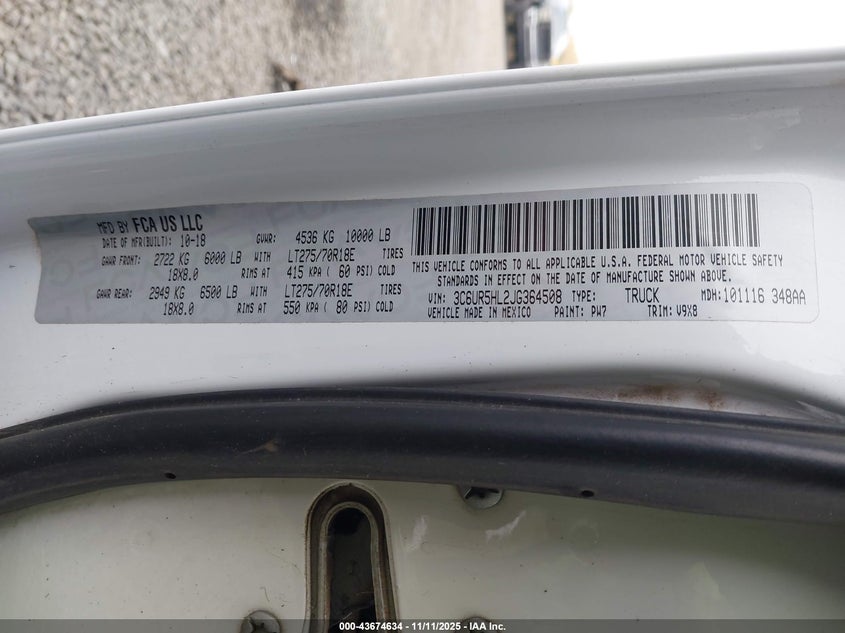 MFD BY FCA US LLC
DATE OF MFR(BUILT): 10-18 GVWR: 4536 KG 10000 LB
GAWR FRONT: 2722 KG 6000 LB WITH LT275/70R18E TIRES
18X8.0 RIMS AT 415 KPA ( 60 PSI) COLD
GAWR REAR: 2949 KG 6500 LB WITH LT275/70R18E TIRES
18X8.0 RIMS AT 550 KPA ( 80 PSI) COLD
THIS VEHICLE CONFORMS TO ALL APPLICABLE U.S.A. FEDERAL MOTOR VEHICLE SAFETY
STANDARDS IN EFFECT ON THE DATE OF MANUFACTURE SHOWN ABOVE.
VIN: 3C6UR5HL2JG364508 TYPE: TRUCK MDH:101116 348AA
VEHICLE MADE IN MEXICO PAINT: PW7 TRIM: V9X8
000-43674634 - 11/11/2025 - IAA Inc.